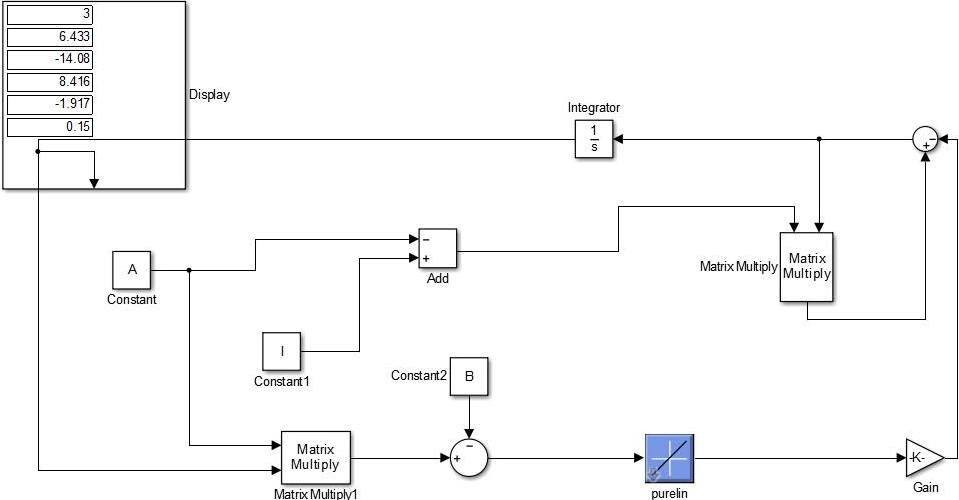 3
6.433
-14.08
8.416
-1.917
0.15
Display
Integrator
1
s
−
+
Matrix Multiply
Matrix
Multiply
−
+
Add
A
Constant
I
Constant1
Constant2
B
Matrix
Multiply
Matrix Multiply1
−
+
purelin
-K-
Gain